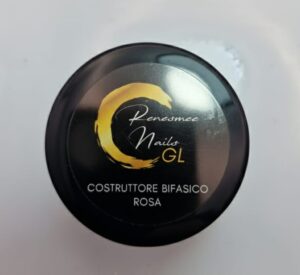 Renesmee
Nails
GL
COSTRUTTORE BIFASICO
ROSA